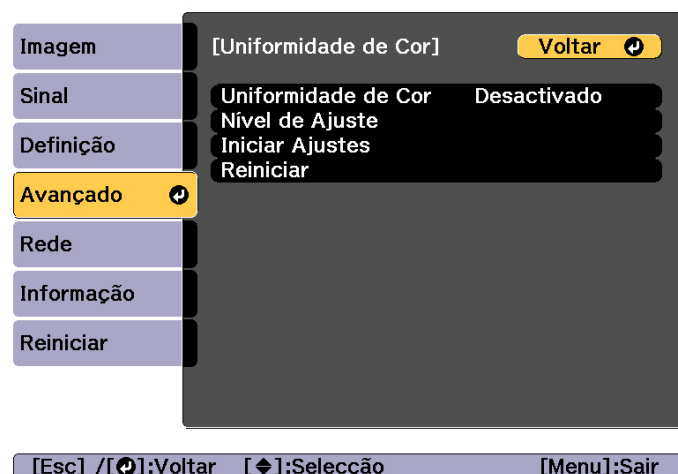 Imagem
Sinal
Definição
Avançado
Rede
Informação
Reiniciar
[Uniformidade de Cor] Voltar
Uniformidade de Cor Desactivado
Nível de Ajuste
Iniciar Ajustes
Reiniciar
[Esc] /[ ]:Voltar [ ]:Selecção [Menu]:Sair